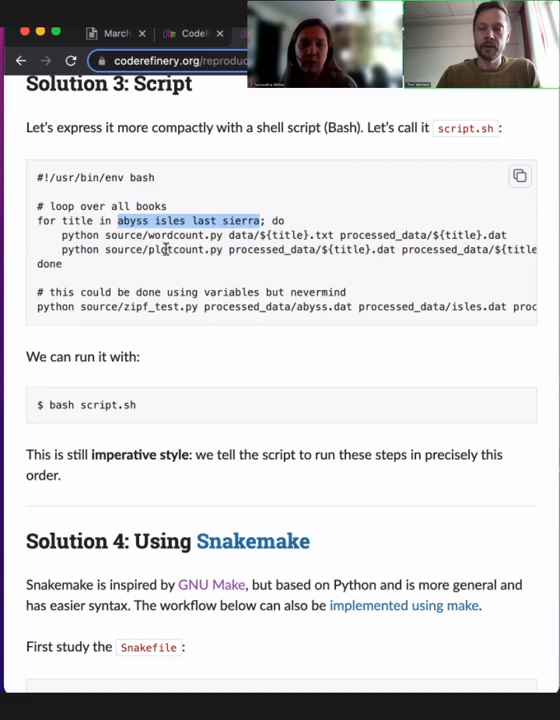 March
CodeF
coderefinery.org/reproduc
Solution 3: Script
Let's express it more compactly with a shell script (Bash). Let's call it script.sh :
#!/usr/bin/env bash
# loop over all books
for title in abyss isles last sierra; do
python source/wordcount.py data/${title}.txt processed_data/${title}.dat
python source/plotcount.py processed_data/${title}.dat processed_data/${title
done
# this could be done using variables but nevermind
python source/zipf_test.py processed_data/abyss.dat processed_data/isles.dat proc
We can run it with:
$ bash script.sh
This is still imperative style: we tell the script to run these steps in precisely this
order.
Solution 4: Using Snakemake
Snakemake is inspired by GNU Make, but based on Python and is more general and
has easier syntax. The workflow below can also be implemented using make.
First study the Snakefile :